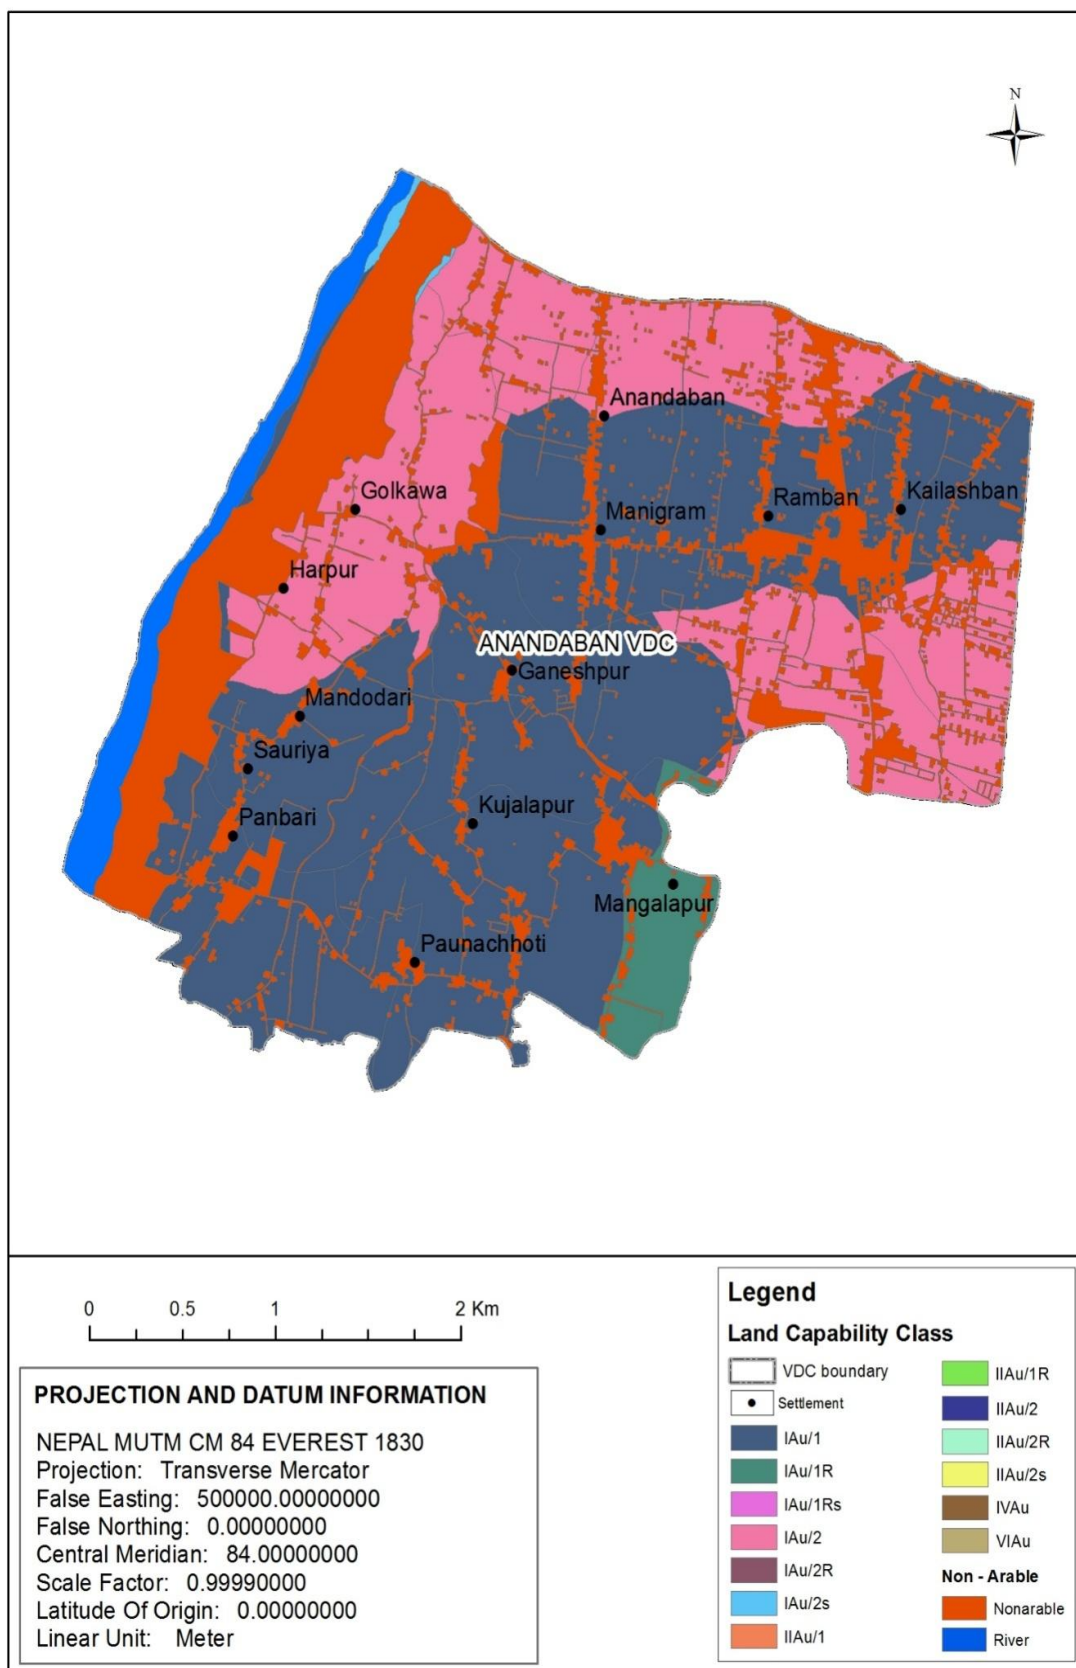 N
Anandaban
Golkawa
Manigram
Ramban
Kailashban
Harpur
ANANDABAN VDC
Ganeshpur
Mandodari
Sauriya
Panbari
Kujalapur
Mangalapur
Paunachhoti
0 0.5 1 2 Km
PROJECTION AND DATUM INFORMATION
NEPAL MUTM CM 84 EVEREST 1830
Projection: Transverse Mercator
False Easting: 500000.00000000
False Northing: 0.00000000
Central Meridian: 84.00000000
Scale Factor: 0.99990000
Latitude Of Origin: 0.00000000
Linear Unit: Meter
Legend
Land Capability Class
VDC boundary
Settlement
IAu/1
IAu/1R
IAu/1Rs
IAu/2
IAu/2R
IAu/2s
IIAu/1
IIAu/1R
IIAu/2
IIAu/2R
IIAu/2s
IVAu
VIAu
Non - Arable
Nonarable
River